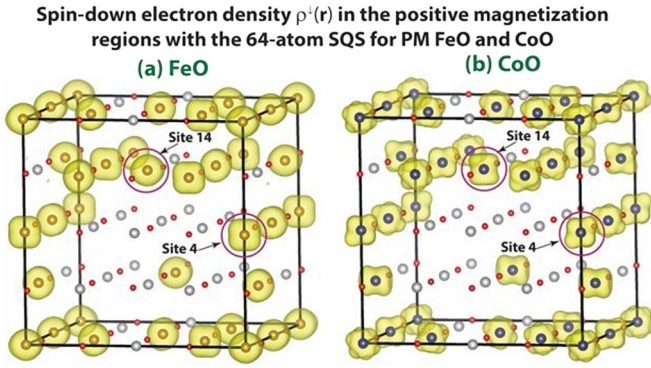 Spin-down electron density ρ↓(r) in the positive magnetization
regions with the 64-atom SQS for PM FeO and CoO
(a) FeO
(b) CoO
Site 14
Site 14
Site 4
Site 4